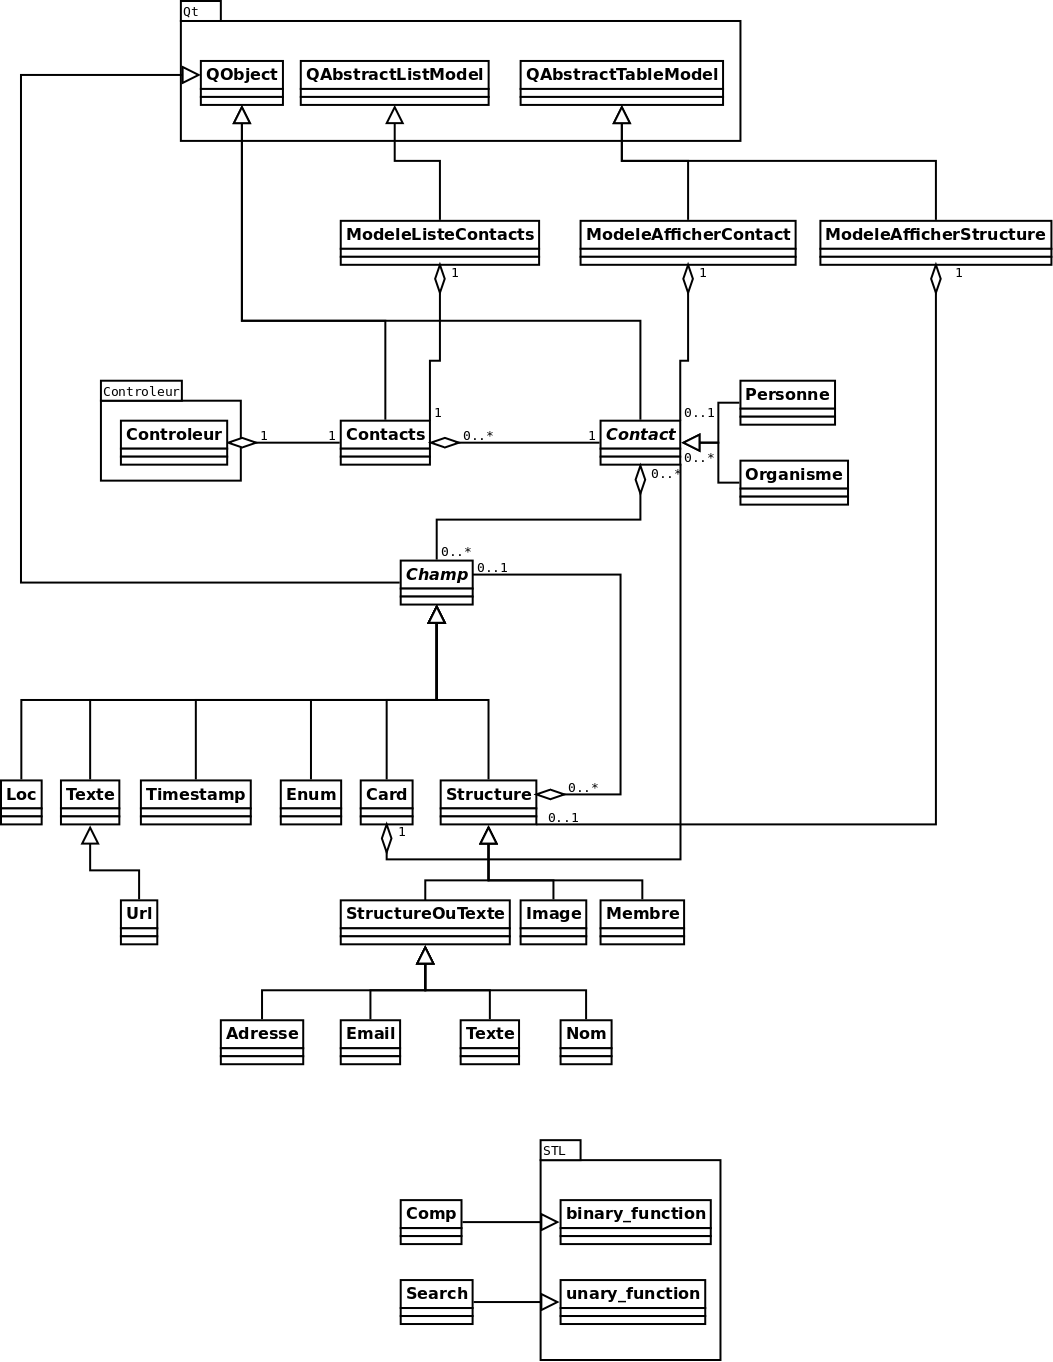 Qt
QObject
QAbstractListModel
QAbstractTableModel
ModeleListeContacts
ModeleAfficherContact
ModeleAfficherStructure
1
1
1
Controleur
Personne
1
0..1
Controleur
1
1
Contacts
0..*
1
Contact
0..*
0..*
Organisme
0..*
0..1
Champ
Loc
Texte
Timestamp
Enum
Card
Structure
0..*
0..1
1
Url
StructureOuTexte
Image
Membre
Adresse
Email
Texte
Nom
STL
Comp
binary_function
Search
unary_function